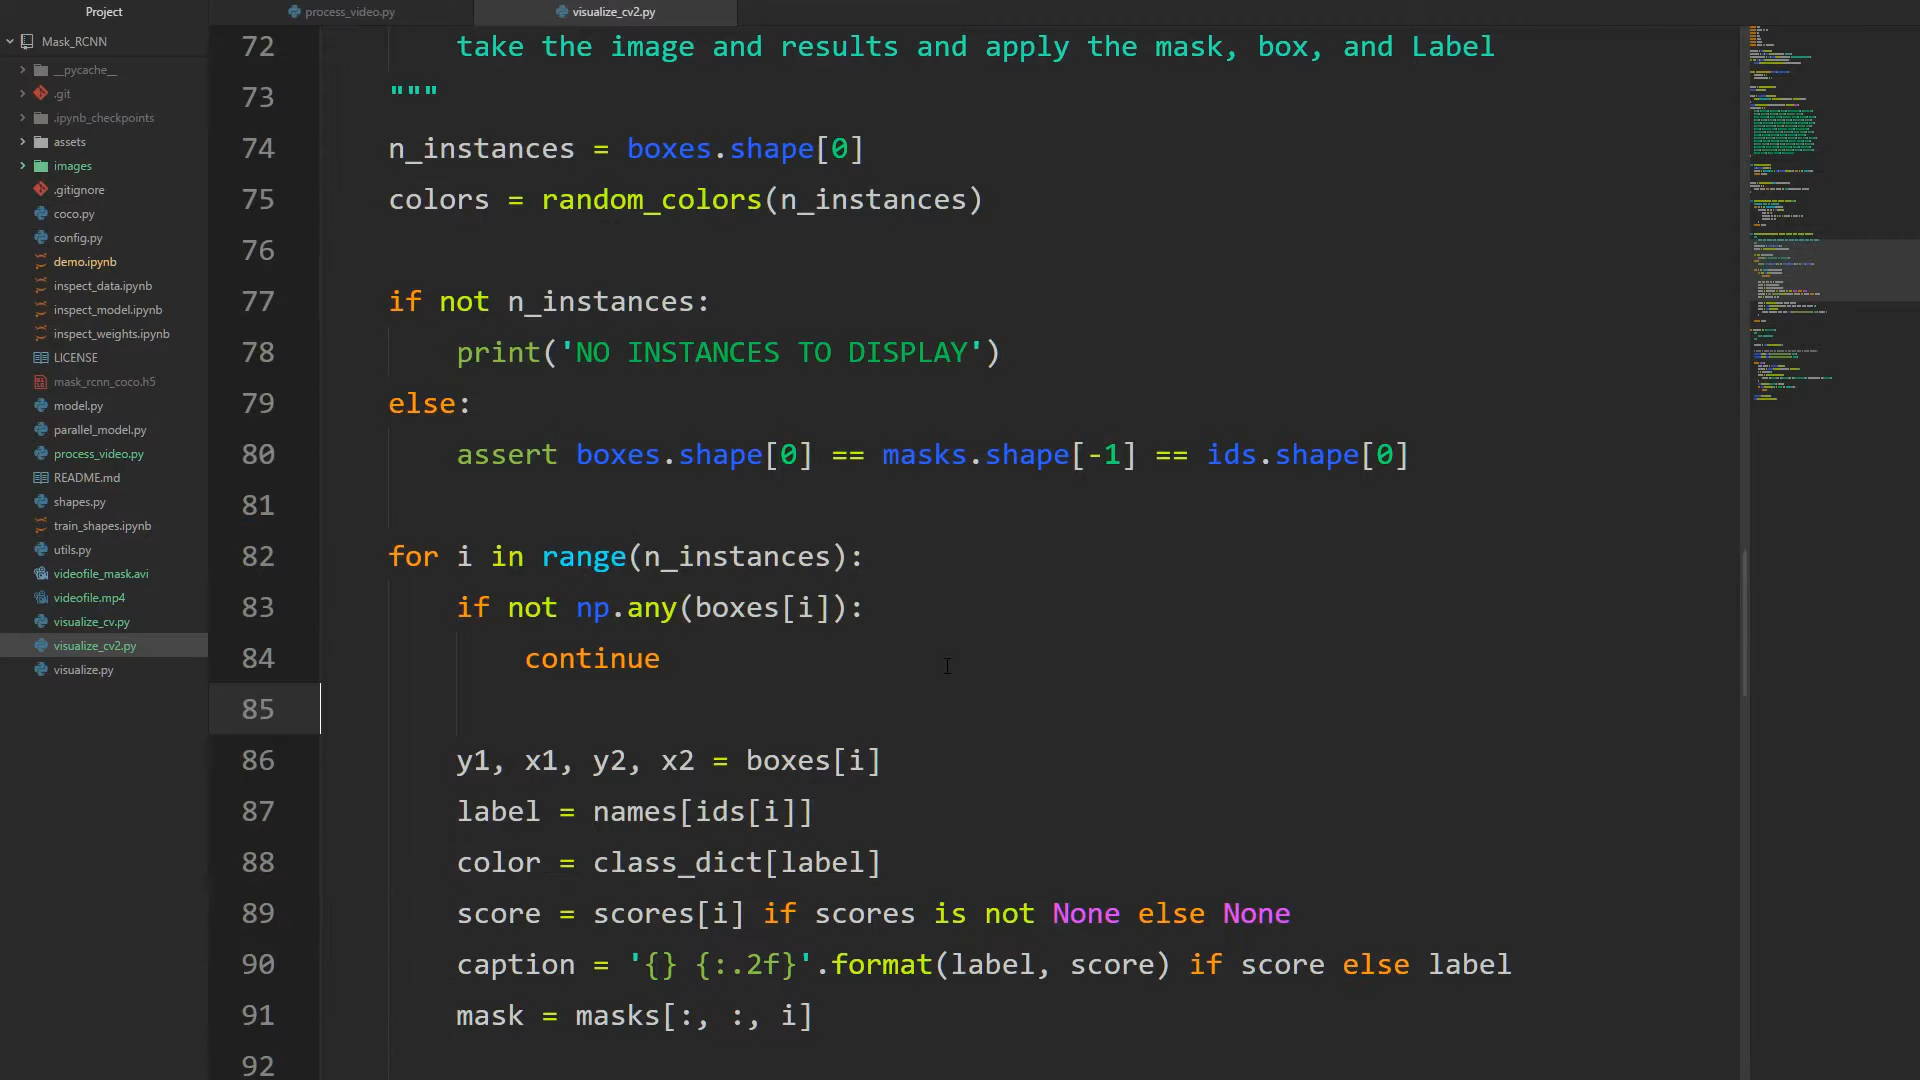 Project
process_video.py
visualize_cv2.py
Mask_RCNN
__pycache__
.git
.ipynb_checkpoints
assets
images
.gitignore
coco.py
config.py
demo.ipynb
inspect_data.ipynb
inspect_model.ipynb
inspect_weights.ipynb
LICENSE
mask_rcnn_coco.h5
model.py
parallel_model.py
process_video.py
README.md
shapes.py
train_shapes.ipynb
utils.py
videofile_mask.avi
videofile.mp4
visualize_cv.py
visualize_cv2.py
visualize.py
72 take the image and results and apply the mask, box, and Label
73 """
74 n_instances = boxes.shape[0]
75 colors = random_colors(n_instances)
76
77 if not n_instances:
78 print('NO INSTANCES TO DISPLAY')
79 else:
80 assert boxes.shape[0] == masks.shape[-1] == ids.shape[0]
81
82 for i in range(n_instances):
83 if not np.any(boxes[i]):
84 continue
85
86 y1, x1, y2, x2 = boxes[i]
87 label = names[ids[i]]
88 color = class_dict[label]
89 score = scores[i] if scores is not None else None
90 caption = '{} {:.2f}'.format(label, score) if score else label
91 mask = masks[:, :, i]
92